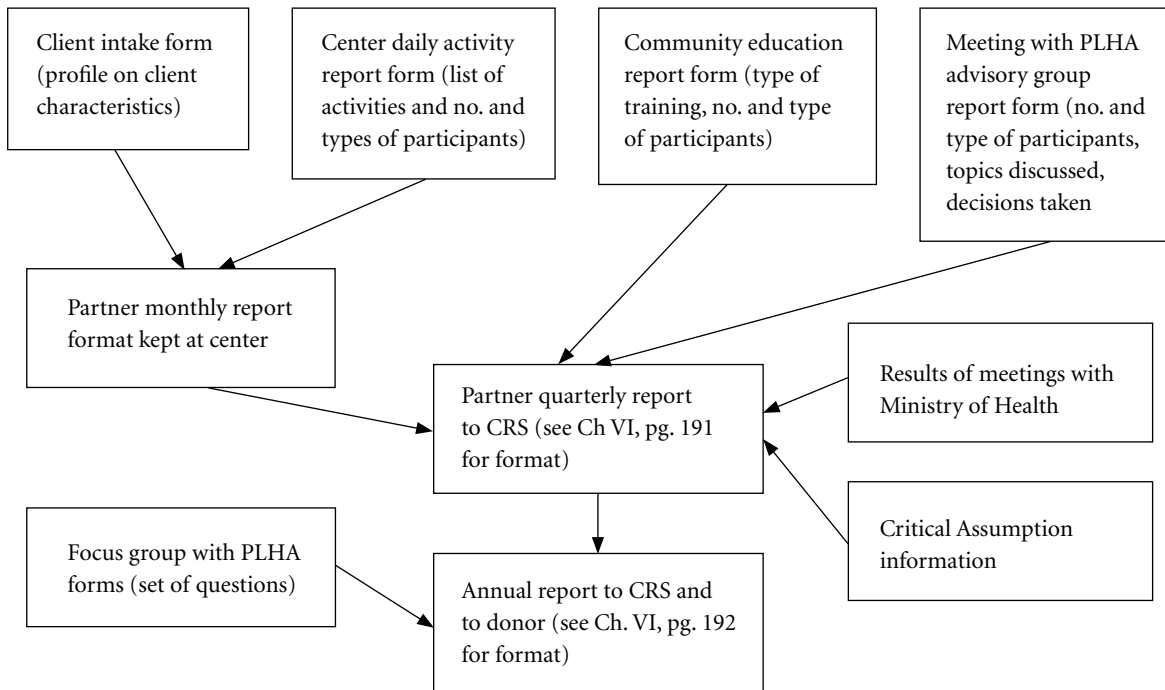 Client intake form
(profile on client
characteristics)
Center daily activity
report form (list of
activities and no. and
types of participants)
Community education
report form (type of
training, no. and type
of participants)
Meeting with PLHA
advisory group
report form (no. and
type of participants,
topics discussed,
decisions taken
Partner monthly report
format kept at center
Partner quarterly report
to CRS (see Ch VI, pg. 191
for format)
Results of meetings with
Ministry of Health
Critical Assumption
information
Focus group with PLHA
forms (set of questions)
Annual report to CRS and
to donor (see Ch. VI, pg. 192
for format)